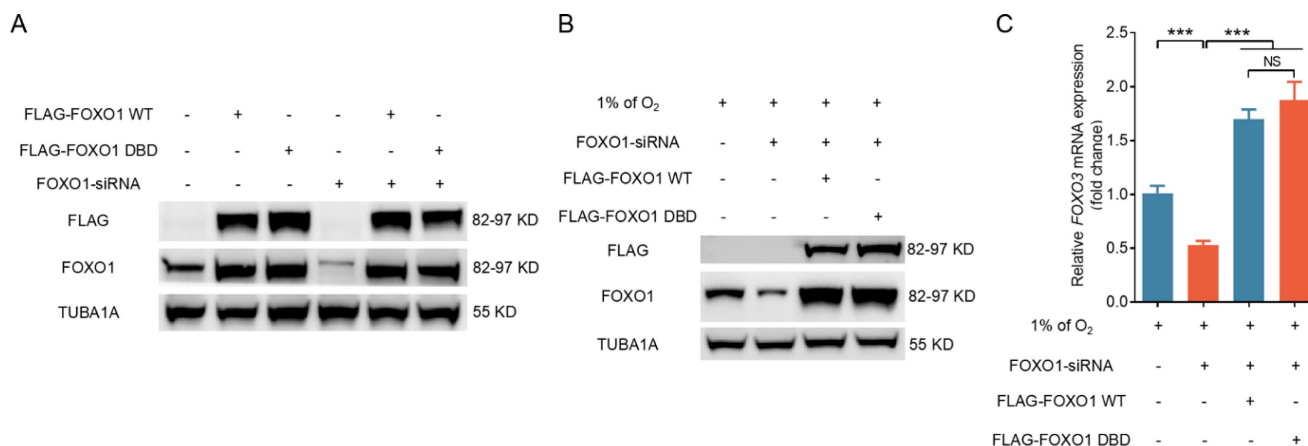 A
FLAG-FOXO1 WT - + - - + -
FLAG-FOXO1 DBD - - + - - +
FOXO1-siRNA - - - + + +
FLAG 82-97 KD
FOXO1 82-97 KD
TUBA1A 55 KD
B
1% of O2 + + + +
FOXO1-siRNA - + + +
FLAG-FOXO1 WT - - + -
FLAG-FOXO1 DBD - - - +
FLAG 82-97 KD
FOXO1 82-97 KD
TUBA1A 55 KD
C
Relative FOXO3 mRNA expression
(fold change)
2.5
2.0
1.5
1.0
0.5
0.0
*** ***
NS
1% of O2 + + + +
FOXO1-siRNA - + + +
FLAG-FOXO1 WT - - + -
FLAG-FOXO1 DBD - - - +